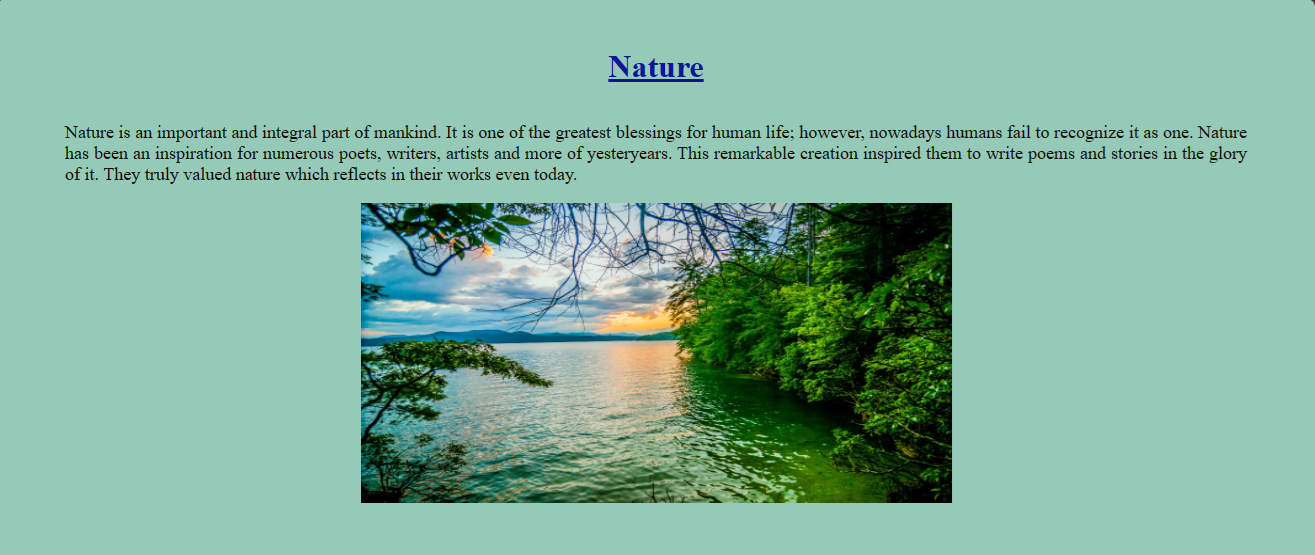 Nature
Nature is an important and integral part of mankind. It is one of the greatest blessings for human life; however, nowadays humans fail to recognize it as one. Nature
has been an inspiration for numerous poets, writers, artists and more of yesteryears. This remarkable creation inspired them to write poems and stories in the glory
of it. They truly valued nature which reflects in their works even today.